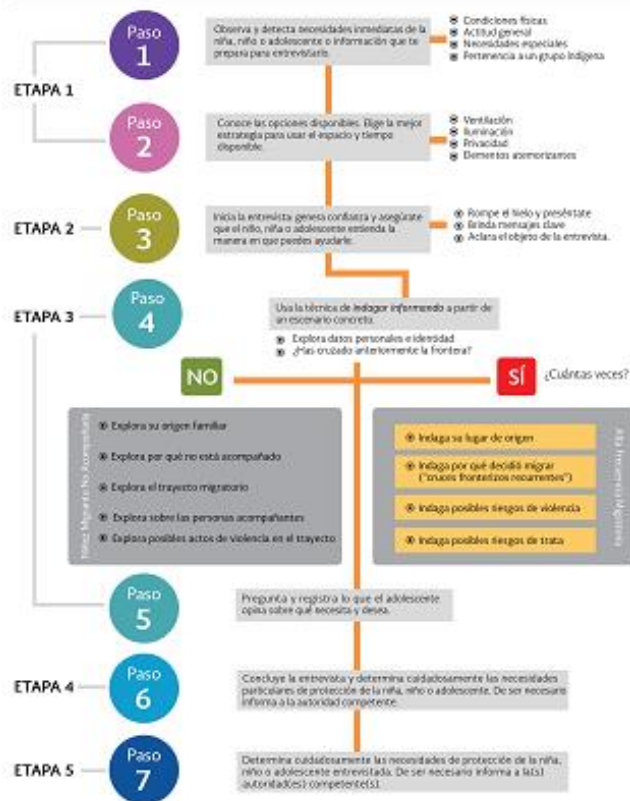 ETAPA 1
Paso
1
Observa y detecta necesidades inmediatas de la
niña, niño o adolescente o información que te
prepara para entrevistarlo.
Condiciones físicas
Actitud general
Necesidades especiales
Pertenencia a un grupo indígena
Paso
2
Conoce las opciones disponibles. Elige la mejor
estrategia para usar el espacio y tiempo
disponible.
Ventilación
Iluminación
Privacidad
Elementos atemorizantes
ETAPA 2
Paso
3
Inicia la entrevista: genera confianza y asegúrate
que el niño, niña o adolescente entienda la
manera en que puedes ayudarle.
Rompe el hielo y preséntate
Brinda mensajes clave
Aclara el objeto de la entrevista.
ETAPA 3
Paso
4
Usa la técnica de indagar informando a partir de
un escenario concreto.
Explora datos personales e identidad
¿Has cruzado anteriormente la frontera?
NO
SÍ
¿Cuántas veces?
Niñez Migrante No Acompañada
Explora su origen familiar
Explora por qué no está acompañado
Explora el trayecto migratorio
Explora sobre las personas acompañantes
Explora posibles actos de violencia en el trayecto
Indaga su lugar de origen
Indaga por qué decidió migrar
("cruces fronterizos recurrentes")
Indaga posibles riesgos de violencia
Indaga posibles riesgos de trata
Alta Frecuencia Migratoria
Paso
5
Pregunta y registra lo que el adolescente
opina sobre qué necesita y desea.
ETAPA 4
Paso
6
Concluye la entrevista y determina cuidadosamente las necesidades
particulares de protección de la niña, niño o adolescente. De ser necesario
informa a la autoridad competente.
ETAPA 5
Paso
7
Determina cuidadosamente las necesidades de protección de la niña,
niño o adolescente entrevistada. De ser necesario informa a la(s)
autoridad(es) competente(s).